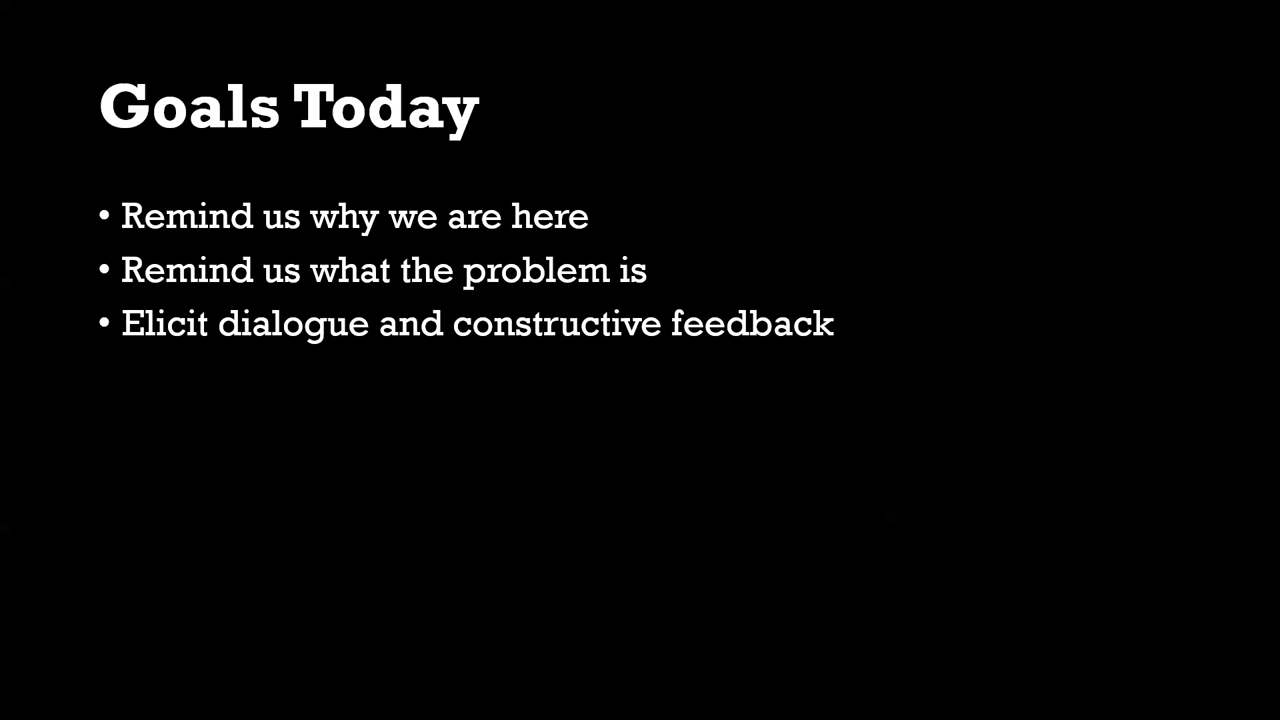 Goals Today
• Remind us why we are here
• Remind us what the problem is
• Elicit dialogue and constructive feedback